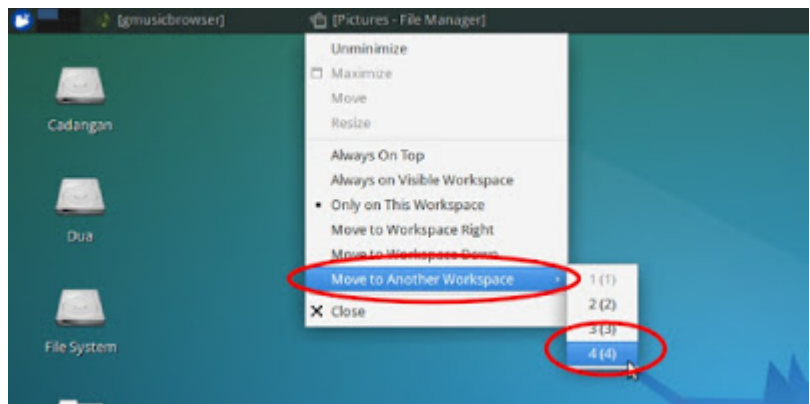 [gmusicbrowser]
[Pictures - File Manager]
Unminimize
Maximize
Move
Resize
Always On Top
Always on Visible Workspace
Only on This Workspace
Move to Workspace Right
Move to Workspace Down
Move to Another Workspace
Close
1 (1)
2 (2)
3 (3)
4 (4)
Cadangan
Dua
File System